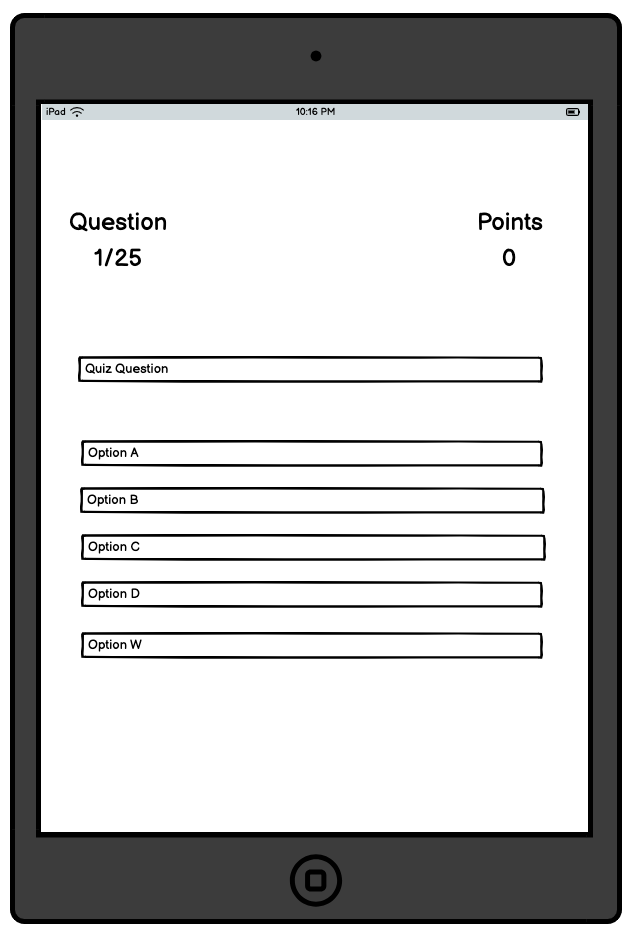 iPad 10:16 PM
Question Points
1/25 0
Quiz Question
Option A
Option B
Option C
Option D
Option W